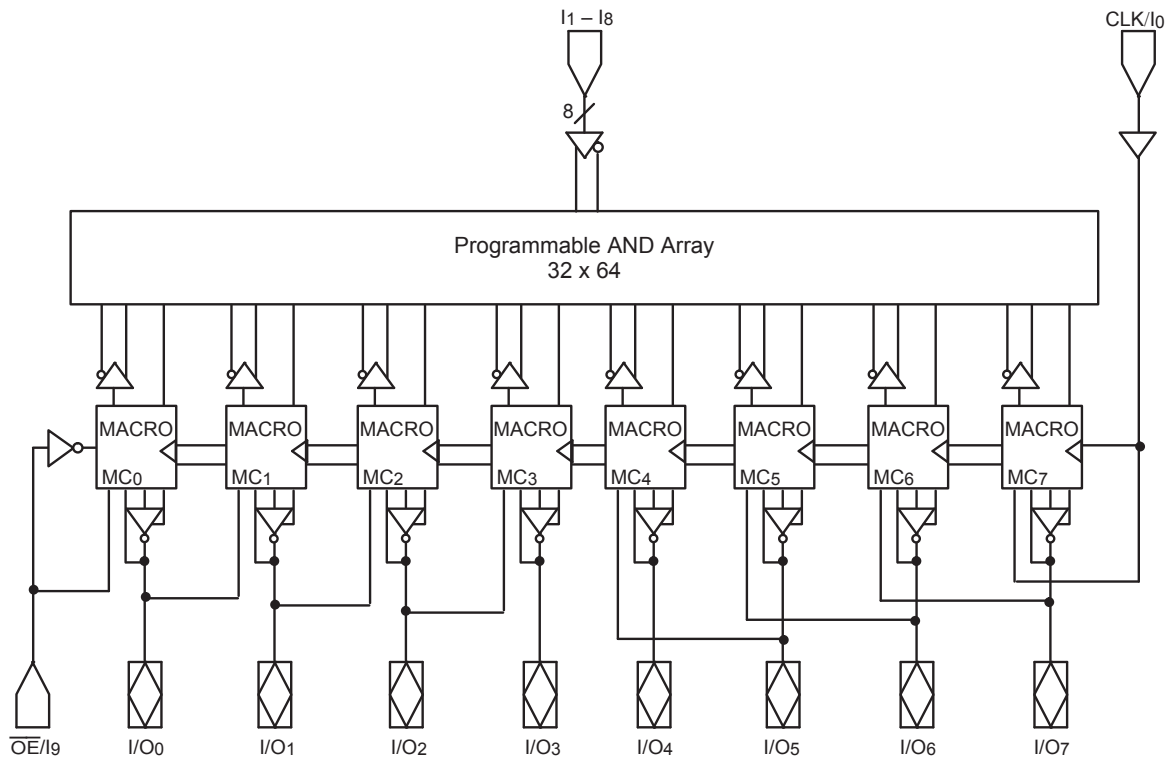 I1 – I8
CLK/I0
8
Programmable AND Array
32 x 64
MACRO MACRO MACRO MACRO MACRO MACRO MACRO MACRO
MC0 MC1 MC2 MC3 MC4 MC5 MC6 MC7
OE/I9 I/O0 I/O1 I/O2 I/O3 I/O4 I/O5 I/O6 I/O7